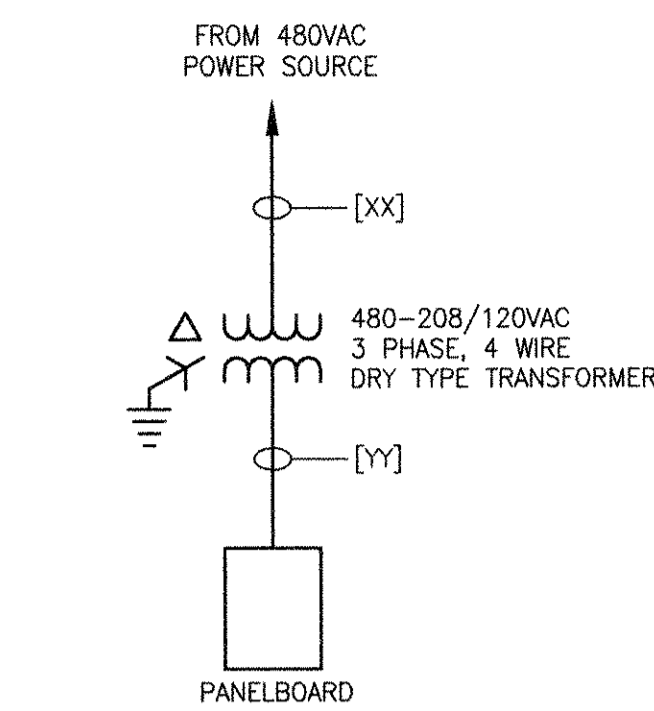 FROM 480VAC
POWER SOURCE
[XX]
480-208/120VAC
3 PHASE, 4 WIRE
DRY TYPE TRANSFORMER
[YY]
PANELBOARD